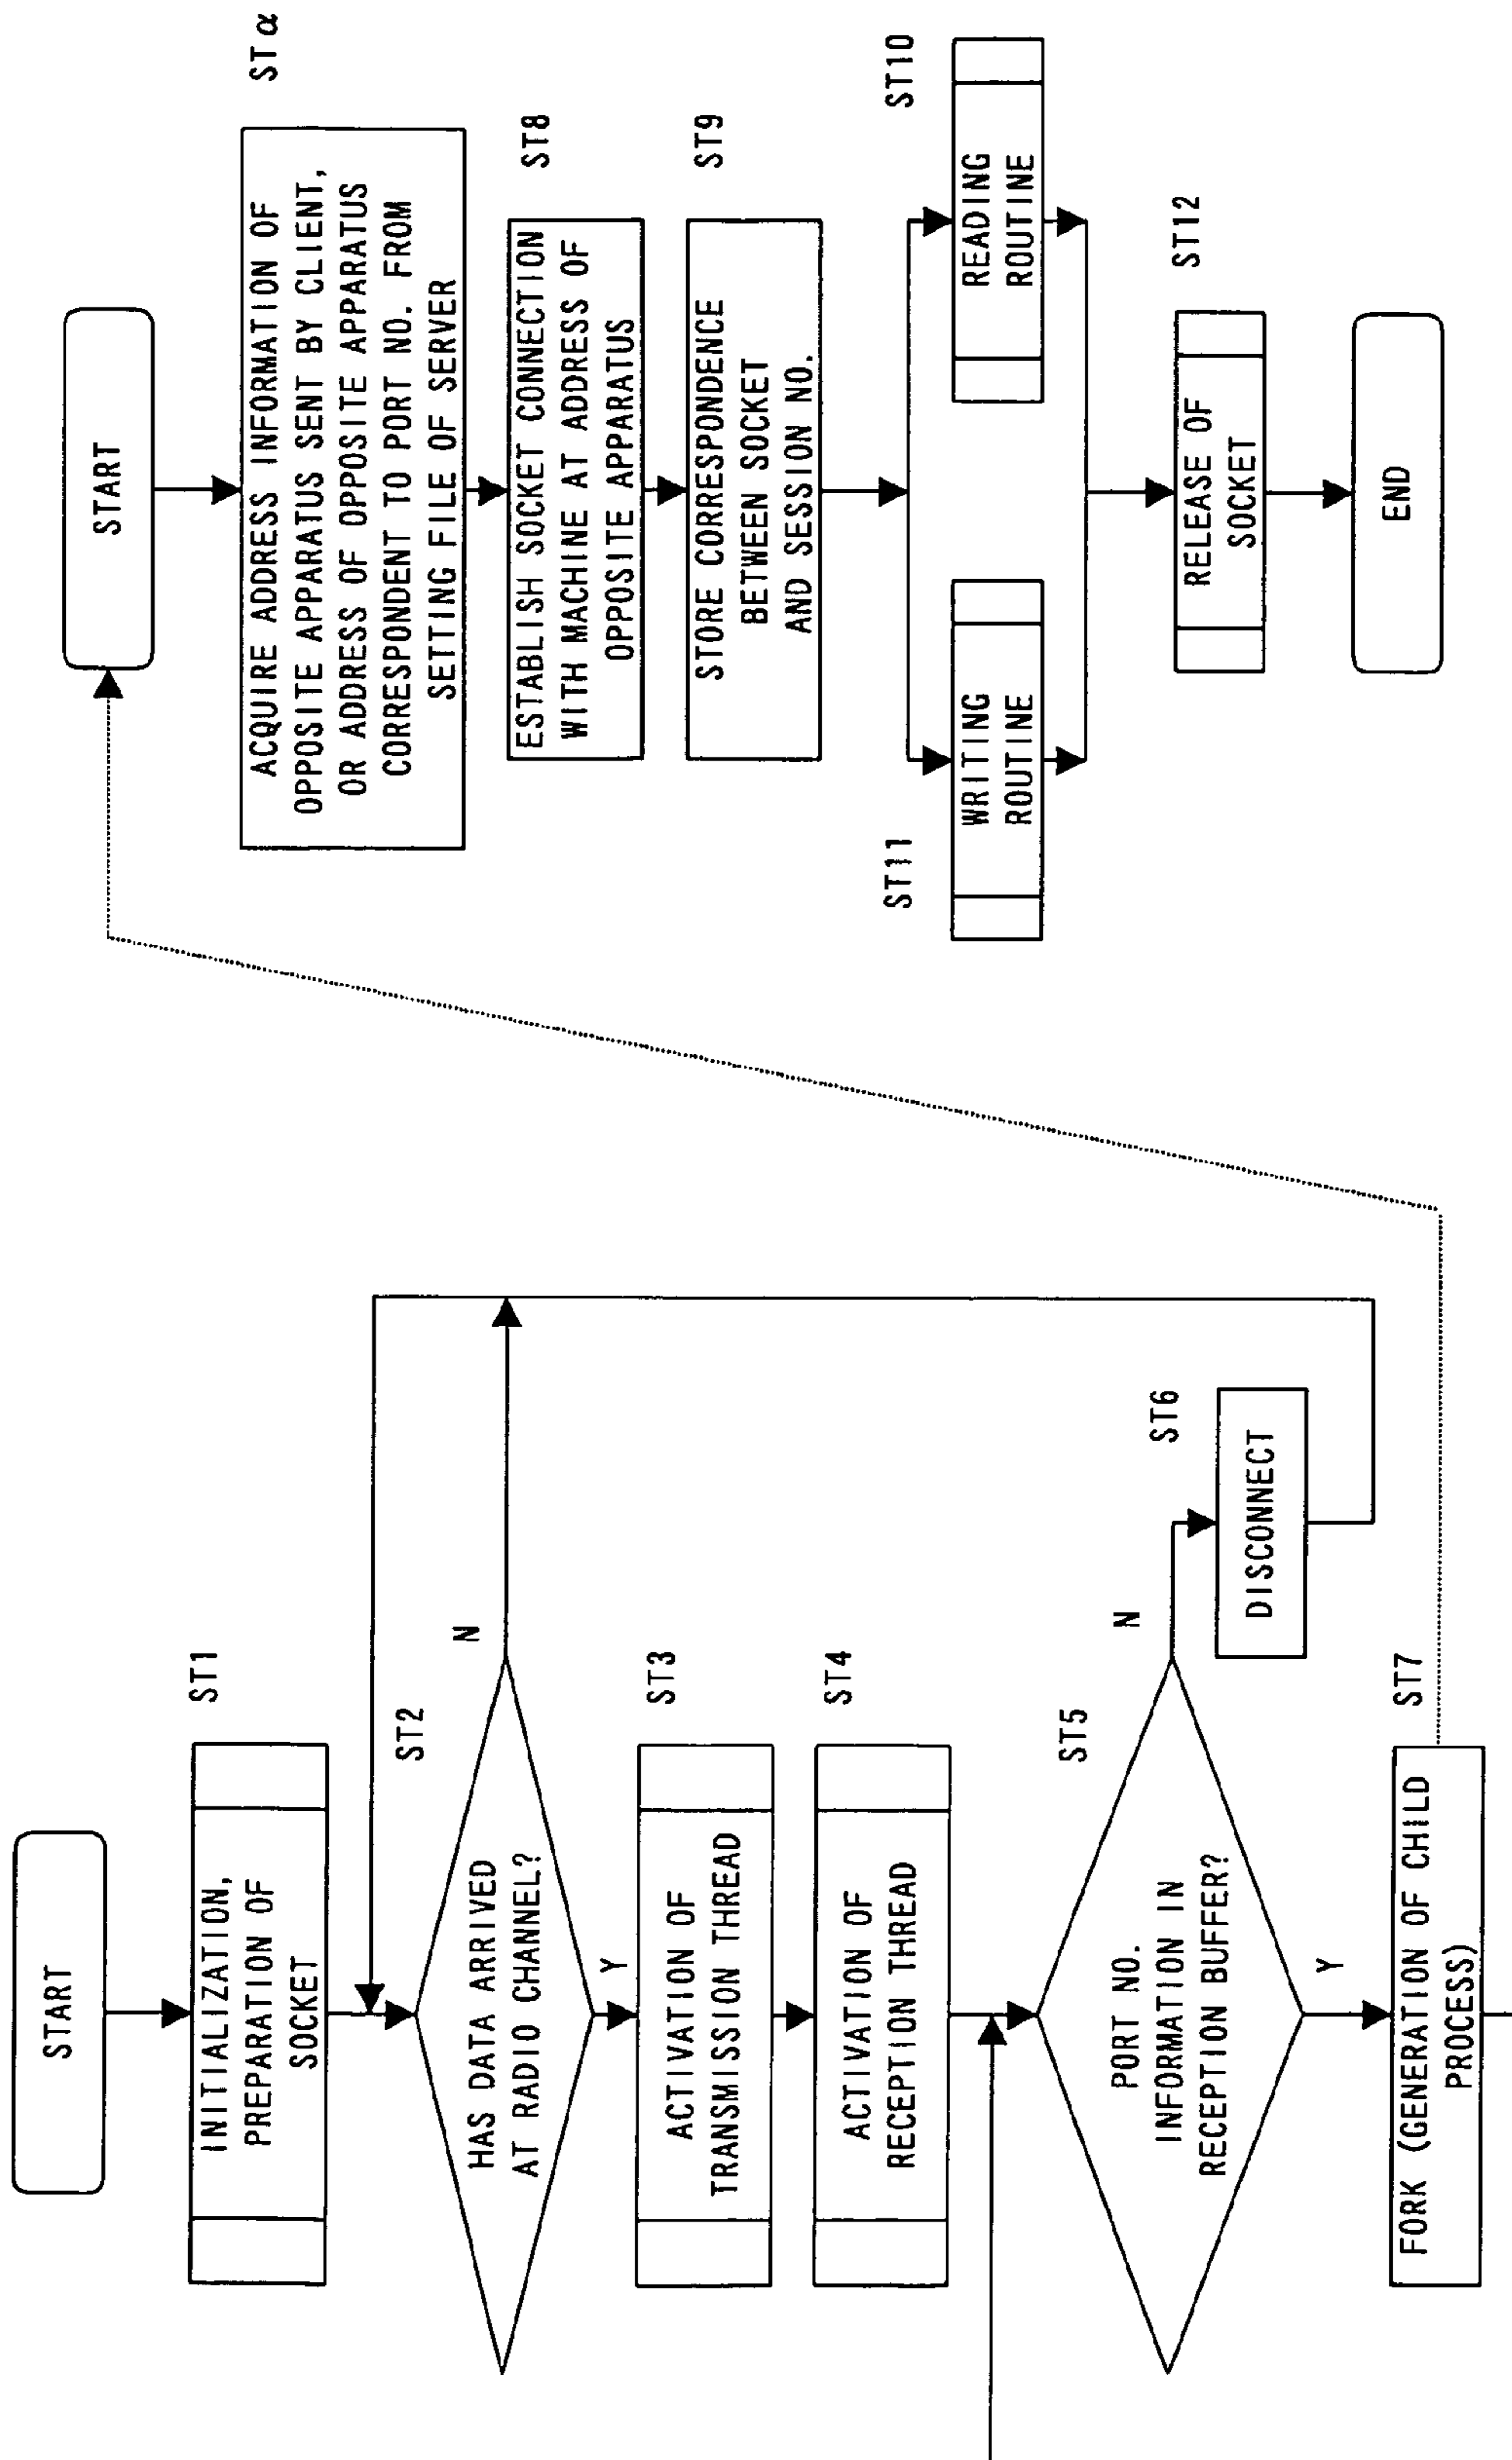 START
ST1
INITIALIZATION,
PREPARATION OF
SOCKET
ST2
HAS DATA ARRIVED
AT RADIO CHANNEL?
N
Y
ST3
ACTIVATION OF
TRANSMISSION THREAD
ST4
ACTIVATION OF
RECEPTION THREAD
ST5
PORT NO.
INFORMATION IN
RECEPTION BUFFER?
N
ST6
DISCONNECT
Y
ST7
FORK (GENERATION OF CHILD
PROCESS)
START
STα
ACQUIRE ADDRESS INFORMATION OF
OPPOSITE APPARATUS SENT BY CLIENT,
OR ADDRESS OF OPPOSITE APPARATUS
CORRESPONDENT TO PORT NO. FROM
SETTING FILE OF SERVER
ST8
ESTABLISH SOCKET CONNECTION
WITH MACHINE AT ADDRESS OF
OPPOSITE APPARATUS
ST9
STORE CORRESPONDENCE
BETWEEN SOCKET
AND SESSION NO.
ST11
WRITING
ROUTINE
ST10
READING
ROUTINE
ST12
RELEASE OF
SOCKET
END